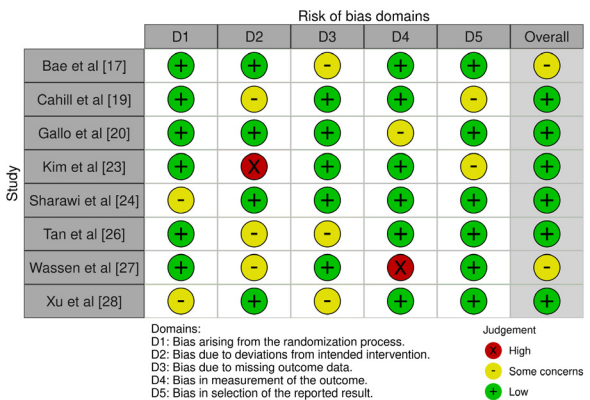 Risk of bias domains
D1 D2 D3 D4 D5 Overall
Study
Bae et al [17] + + - + + -
Cahill et al [19] + - + + - +
Gallo et al [20] + + + - + +
Kim et al [23] + X + + - +
Sharawi et al [24] - + + + + +
Tan et al [26] + - - + + +
Wassen et al [27] + - + X + -
Xu et al [28] - + - + + +
Domains:
D1: Bias arising from the randomization process.
D2: Bias due to deviations from intended intervention.
D3: Bias due to missing outcome data.
D4: Bias in measurement of the outcome.
D5: Bias in selection of the reported result.
Judgement
X High
- Some concerns
+ Low